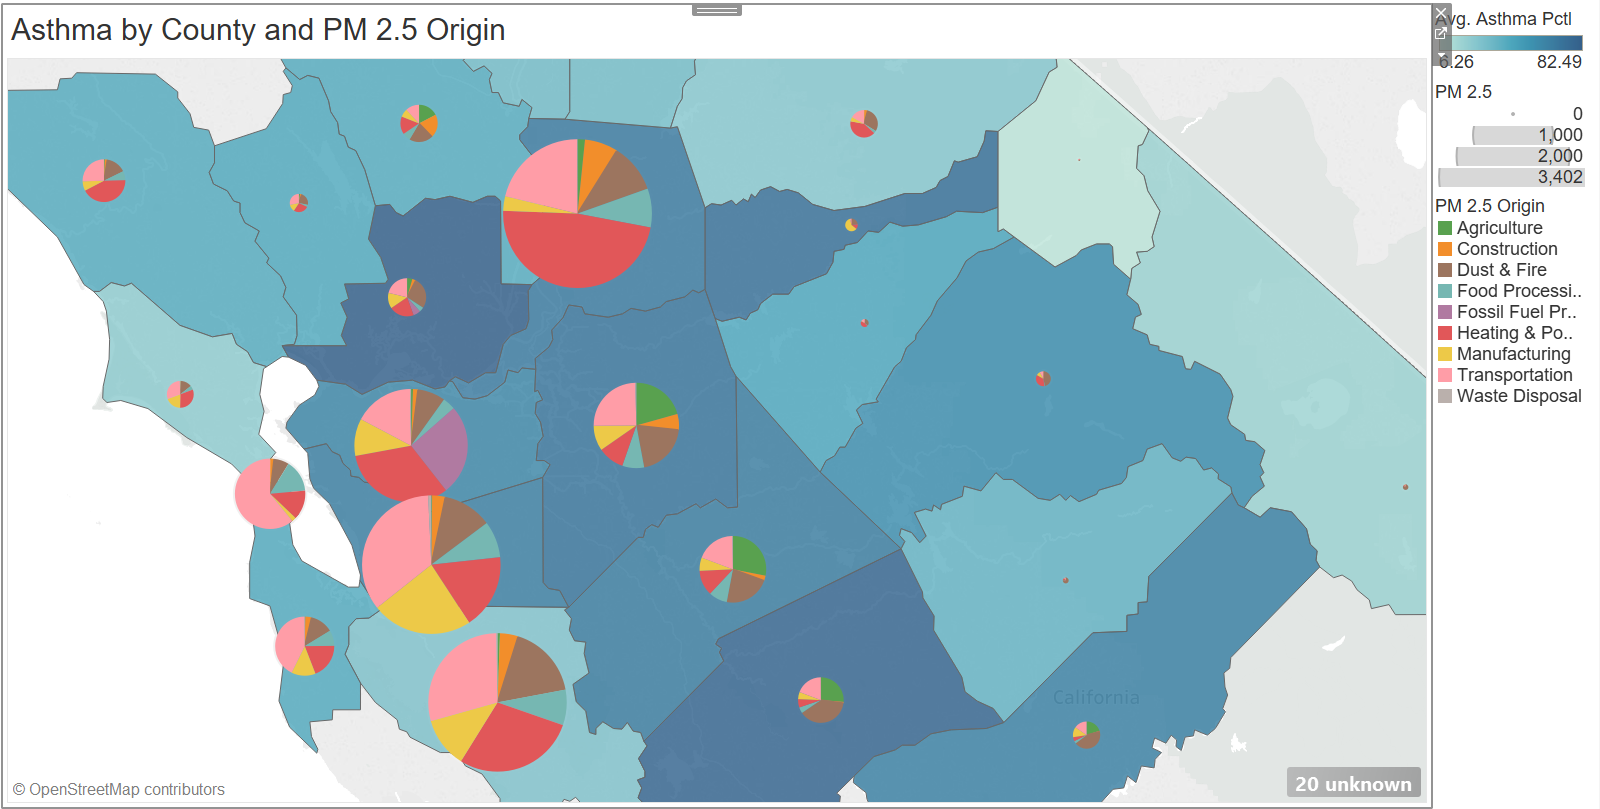 Asthma by County and PM 2.5 Origin
Avg. Asthma Pctl
6.26 82.49
PM 2.5
0
1,000
2,000
3,402
PM 2.5 Origin
Agriculture
Construction
Dust & Fire
Food Processi..
Fossil Fuel Pr..
Heating & Po..
Manufacturing
Transportation
Waste Disposal
California
© OpenStreetMap contributors
20 unknown